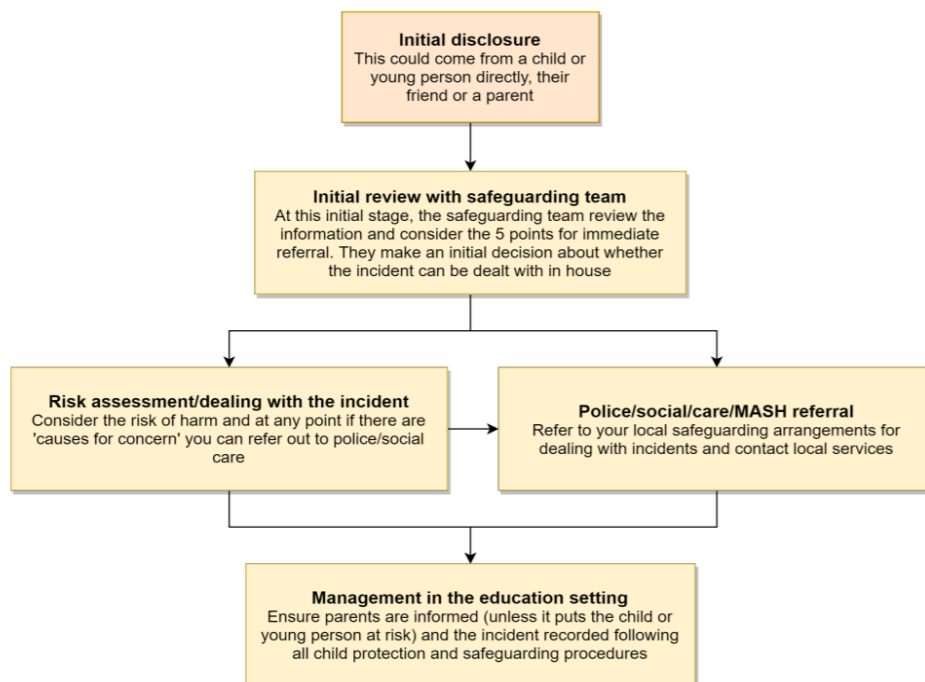 Initial disclosure
This could come from a child or
young person directly, their
friend or a parent
Initial review with safeguarding team
At this initial stage, the safeguarding team review the
information and consider the 5 points for immediate
referral. They make an initial decision about whether
the incident can be dealt with in house
Risk assessment/dealing with the incident
Consider the risk of harm and at any point if there are
'causes for concern' you can refer out to police/social
care
Police/social/care/MASH referral
Refer to your local safeguarding arrangements for
dealing with incidents and contact local services
Management in the education setting
Ensure parents are informed (unless it puts the child or
young person at risk) and the incident recorded following
all child protection and safeguarding procedures